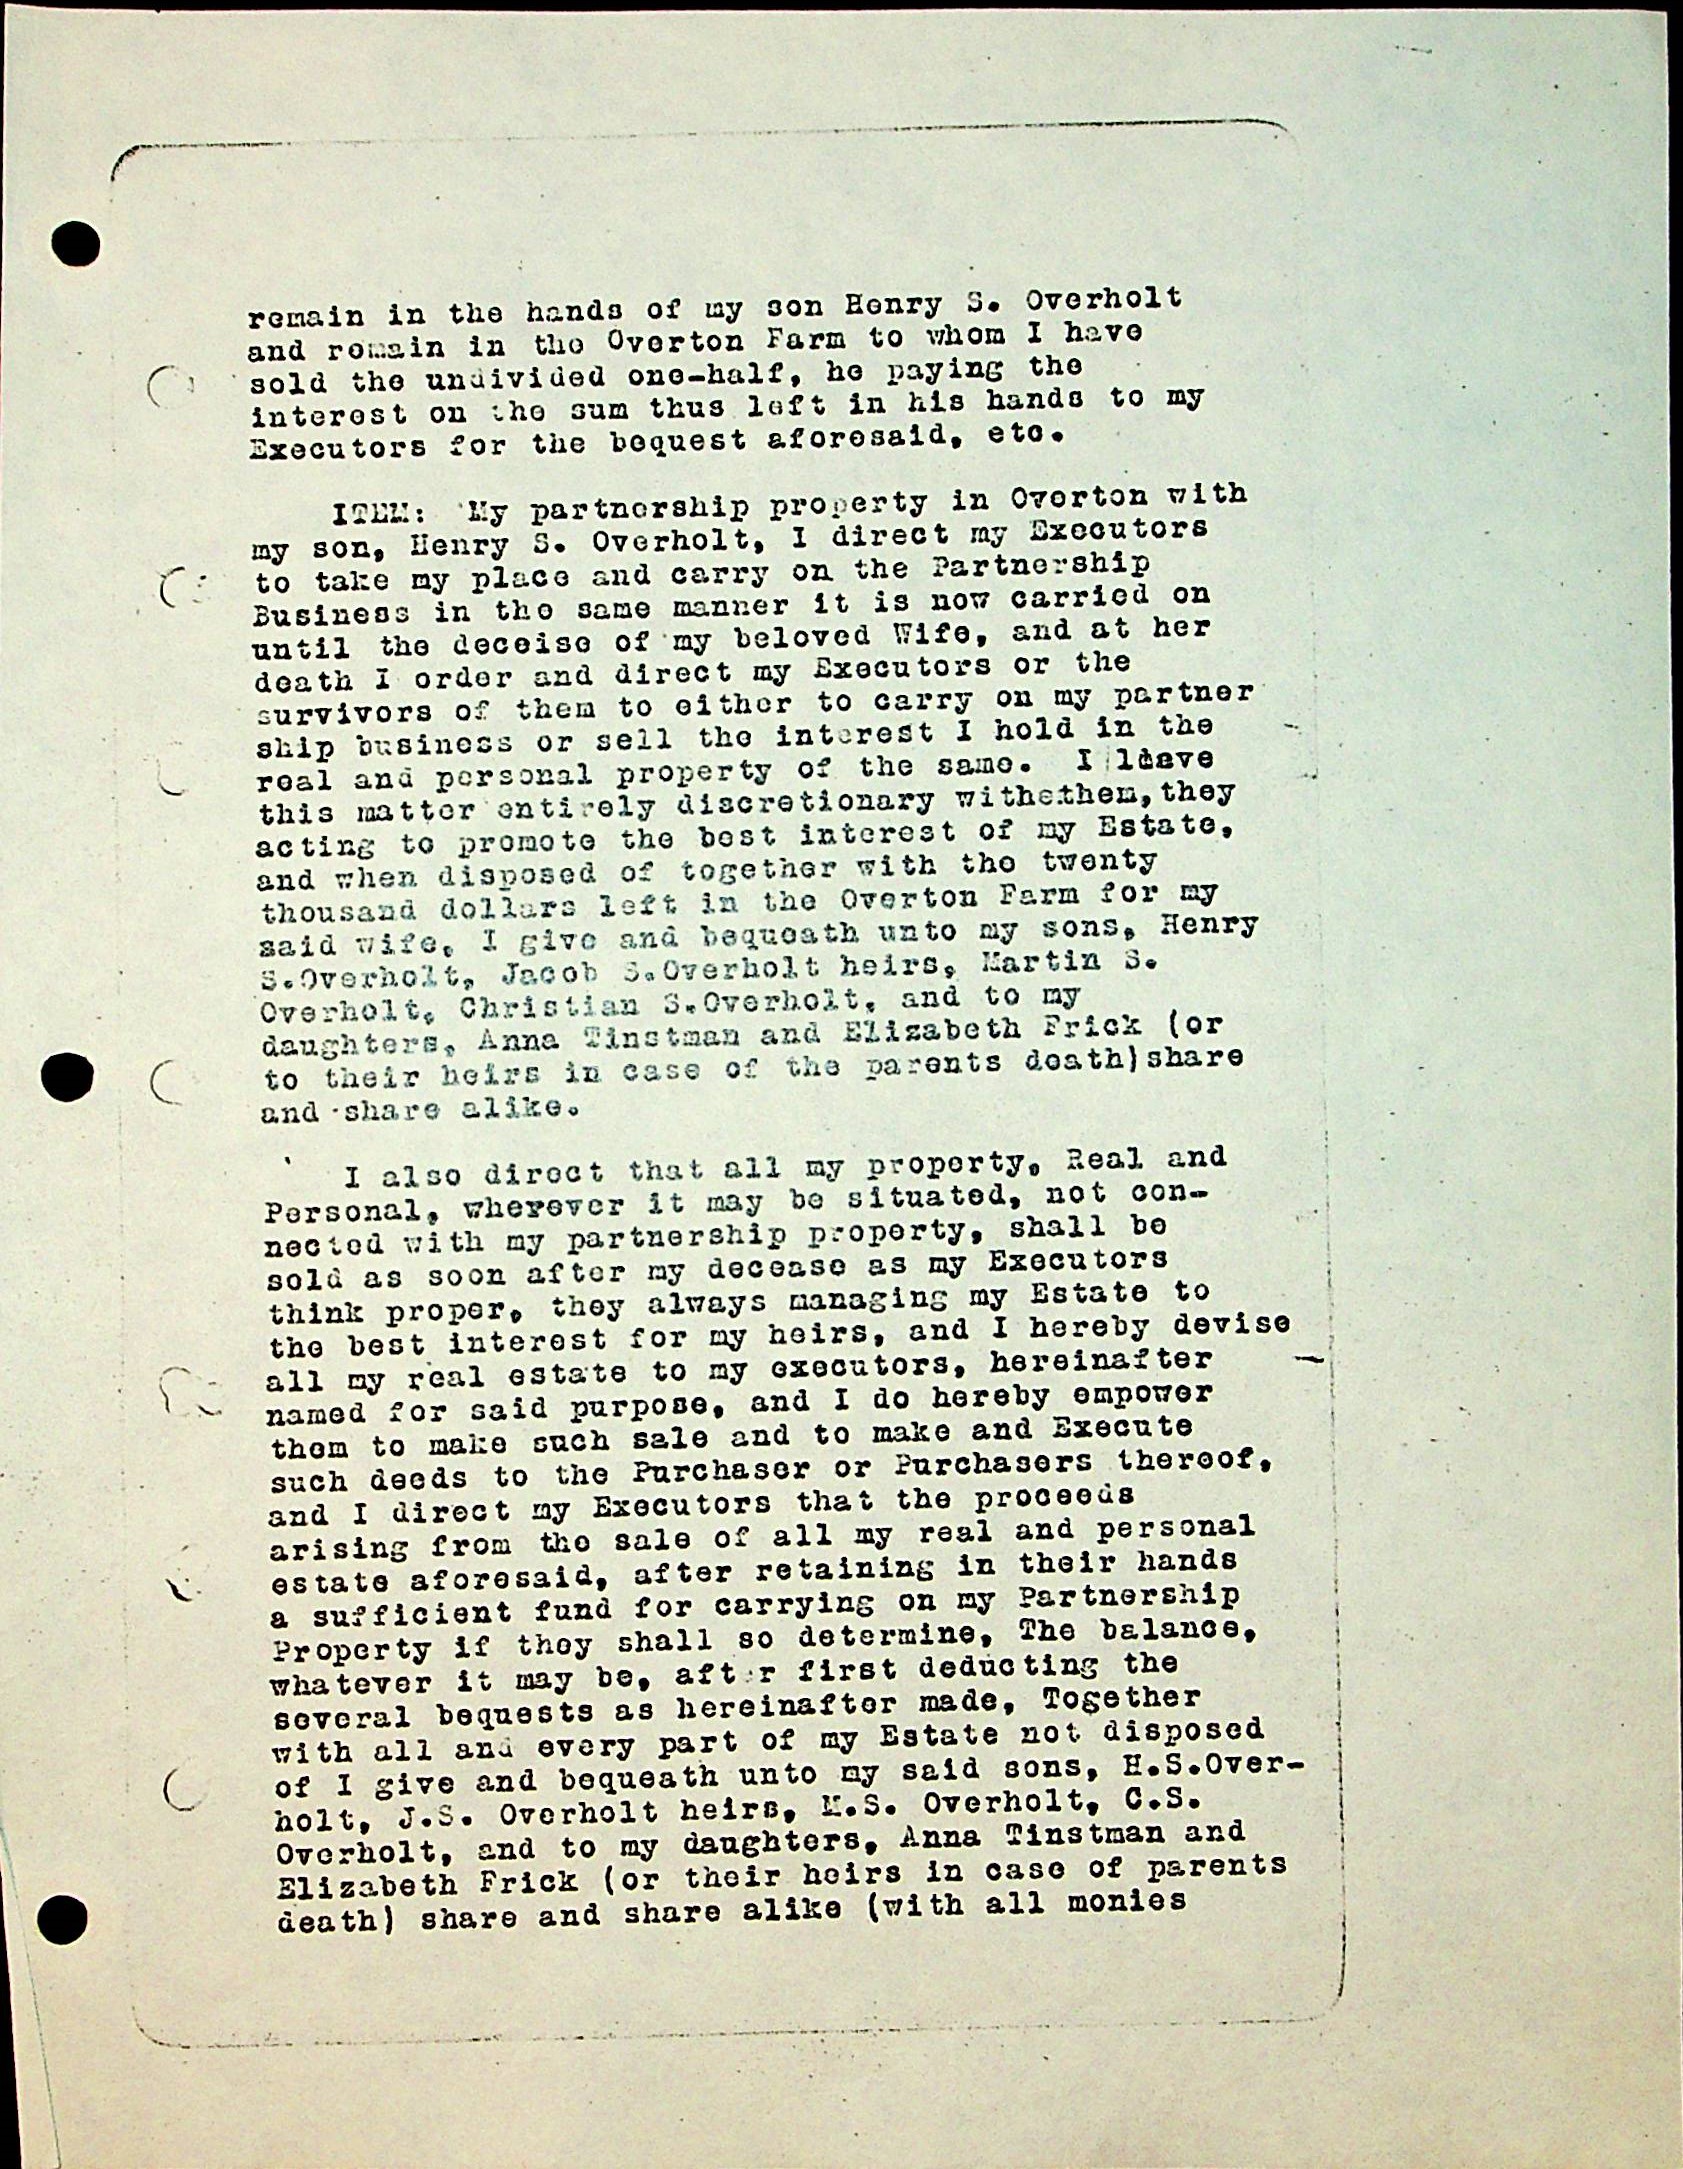 remain in the hands of my son Henry S. Overholt
and remain in the Overton Farm to whom I have
sold the undivided one-half, he paying the
interest on the sum thus left in his hands to my
Executors for the bequest aforesaid, etc.
ITEM: My partnership property in Overton with
my son, Henry S. Overholt, I direct my Executors
to take my place and carry on the Partnership
Business in the same manner it is now carried on
until the deceise of my beloved Wife, and at her
death I order and direct my Executors or the
survivors of them to either to carry on my partner
ship business or sell the interest I hold in the
real and personal property of the same. I leave
this matter entirely discretionary withethem, they
acting to promote the best interest of my Estate,
and when disposed of together with the twenty
thousand dollars left in the Overton Farm for my
said wife, I give and bequeath unto my sons, Henry
S.Overholt, Jacob S.Overholt heirs, Martin S.
Overholt, Christian S.Overholt, and to my
daughters, Anna Tinstman and Elizabeth Frick (or
to their heirs in case of the parents death)share
and share alike.
I also direct that all my property, Real and
Personal, wherever it may be situated, not con-
nected with my partnership property, shall be
sold as soon after my decease as my Executors
think proper, they always managing my Estate to
the best interest for my heirs, and I hereby devise
all my real estate to my executors, hereinafter
named for said purpose, and I do hereby empower
them to make such sale and to make and Execute
such deeds to the Purchaser or Purchasers thereof,
and I direct my Executors that the proceeds
arising from the sale of all my real and personal
estate aforesaid, after retaining in their hands
a sufficient fund for carrying on my Partnership
Property if they shall so determine, The balance,
whatever it may be, after first deducting the
several bequests as hereinafter made, Together
with all and every part of my Estate not disposed
of I give and bequeath unto my said sons, H.S.Over-
holt, J.S. Overholt heirs, M.S. Overholt, C.S.
Overholt, and to my daughters, Anna Tinstman and
Elizabeth Frick (or their heirs in case of parents
death) share and share alike (with all monies